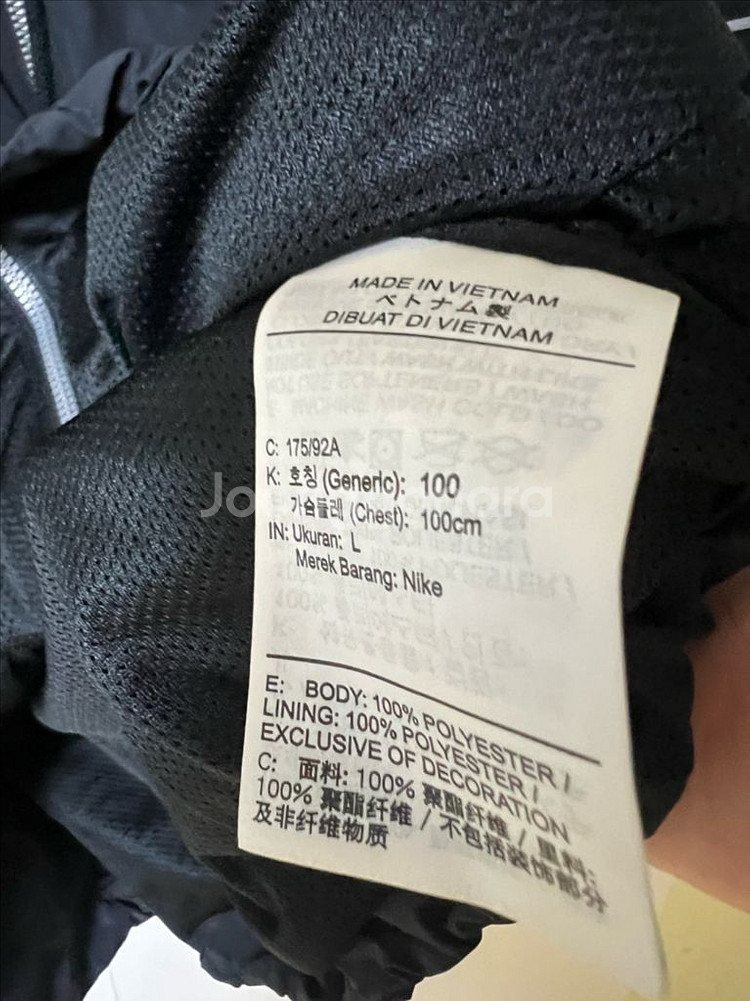 MADE IN VIETNAM
ベトナム製
DIBUAT DI VIETNAM
C: 175/92A
K: 호칭 (Generic): 100
가슴둘레 (Chest): 100cm
IN: Ukuran: L
Merek Barang: Nike
E: BODY: 100% POLYESTER /
LINING: 100% POLYESTER /
EXCLUSIVE OF DECORATION
C: 面料: 100% 聚酯纤维 / 里料:
100% 聚酯纤维 / 不包括装饰部分
及非纤维物质